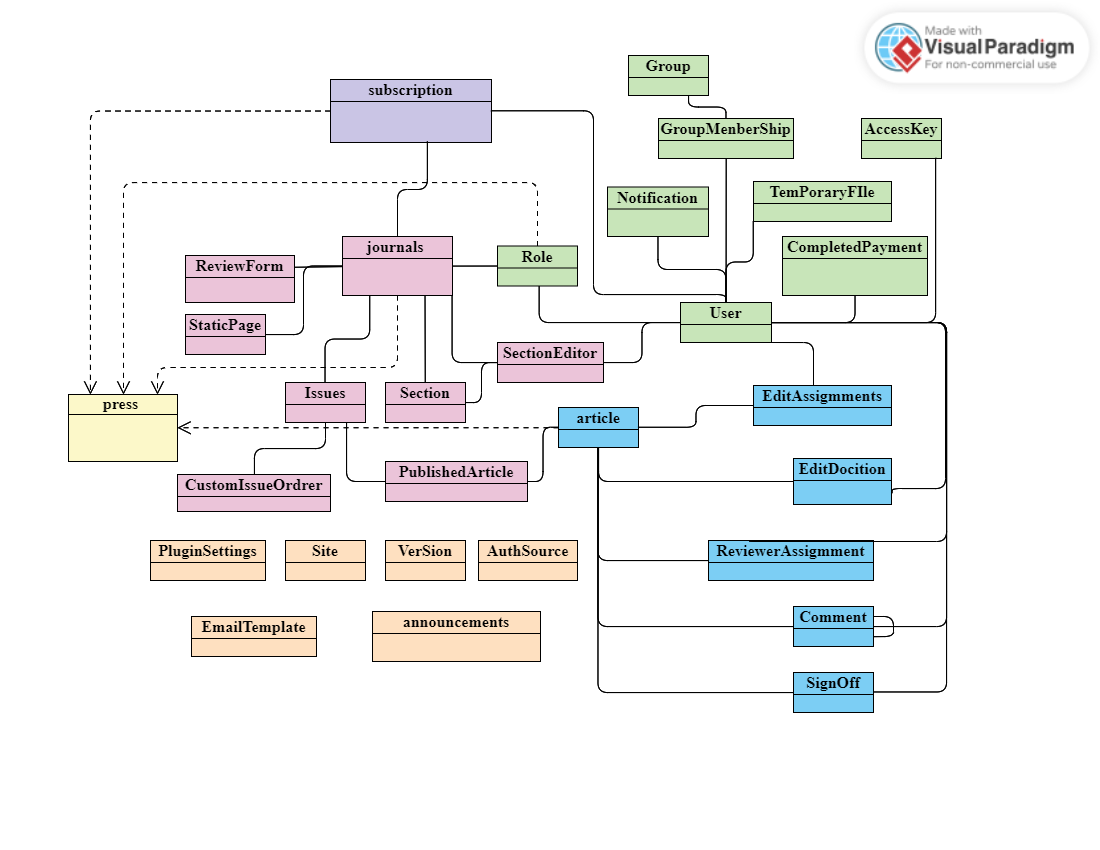 Made with
Visual Paradigm
For non-commercial use
Group
subscription
GroupMenberShip
AccessKey
Notification
TemPoraryFIle
journals
CompletedPayment
Role
ReviewForm
User
StaticPage
SectionEditor
Issues
Section
EditAssigmments
press
article
EditDocition
PublishedArticle
CustomIssueOrdrer
PluginSettings
Site
VerSion
AuthSource
ReviewerAssigmment
EmailTemplate
announcements
Comment
SignOff